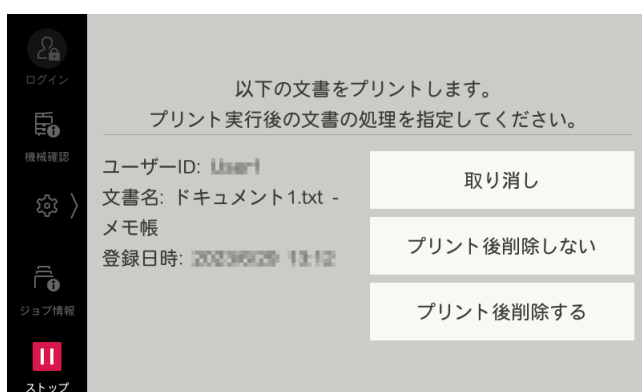 ログイン
機械確認
ジョブ情報
ストップ
以下の文書をプリントします。
プリント実行後の文書の処理を指定してください。
ユーザーID:
文書名: ドキュメント1.txt -
メモ帳
登録日時:
取り消し
プリント後削除しない
プリント後削除する